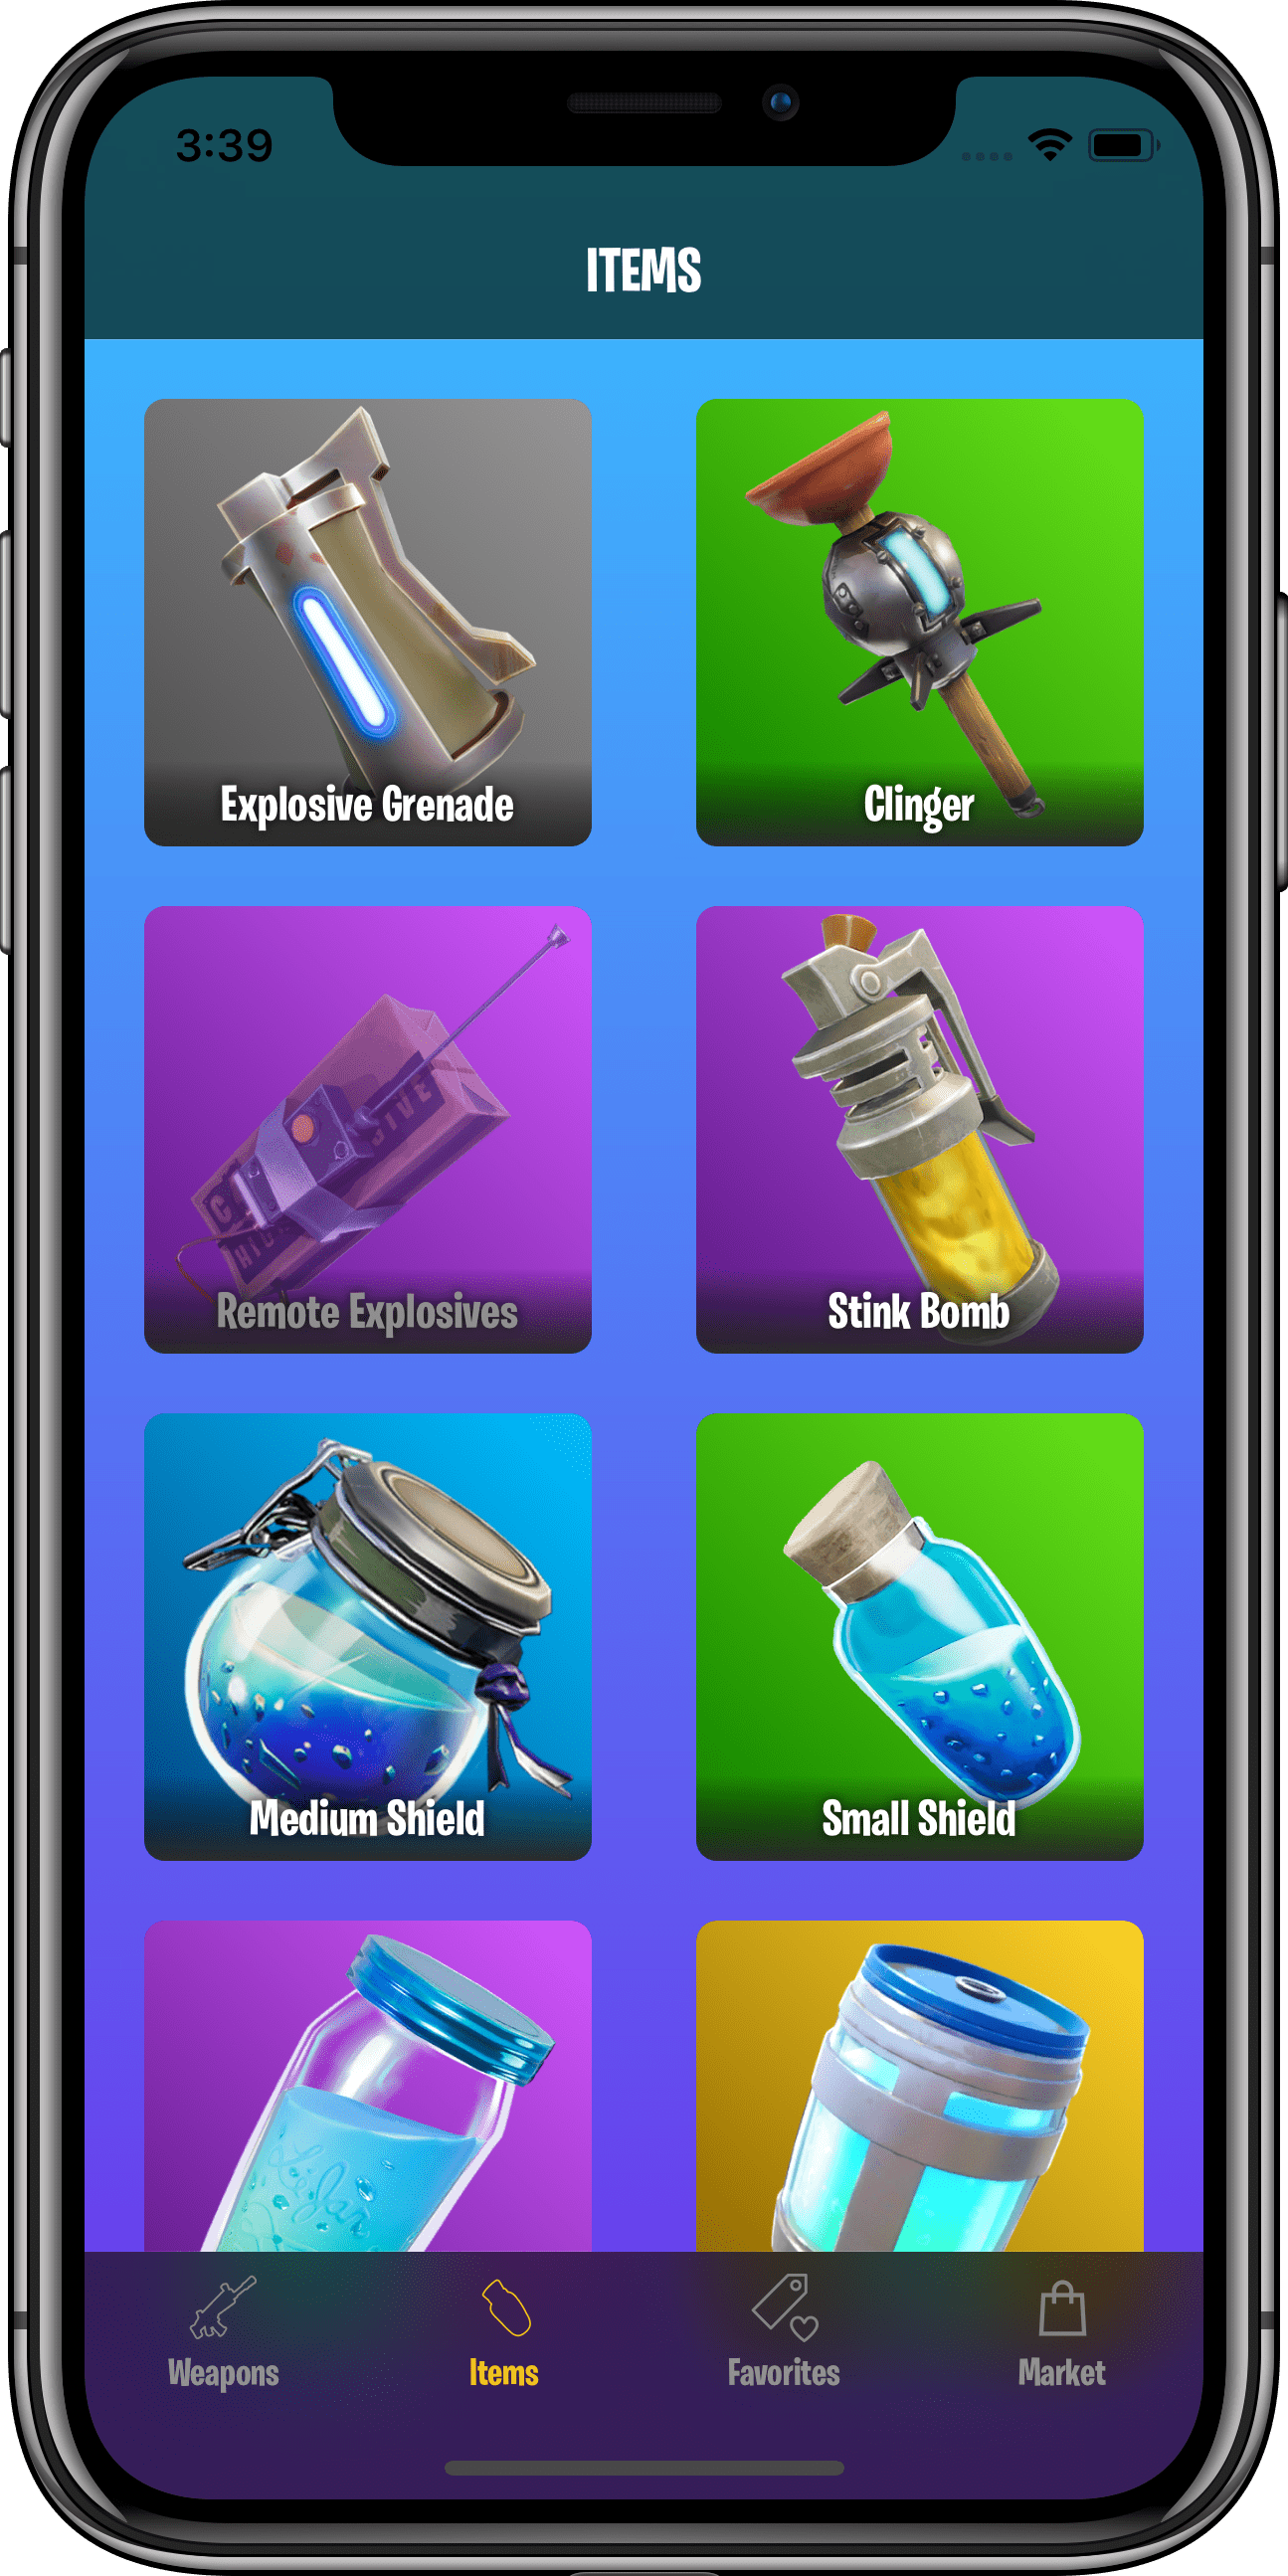 3:39
ITEMS
Explosive Grenade
Clinger
Remote Explosives
Stink Bomb
Medium Shield
Small Shield
Weapons
Items
Favorites
Market